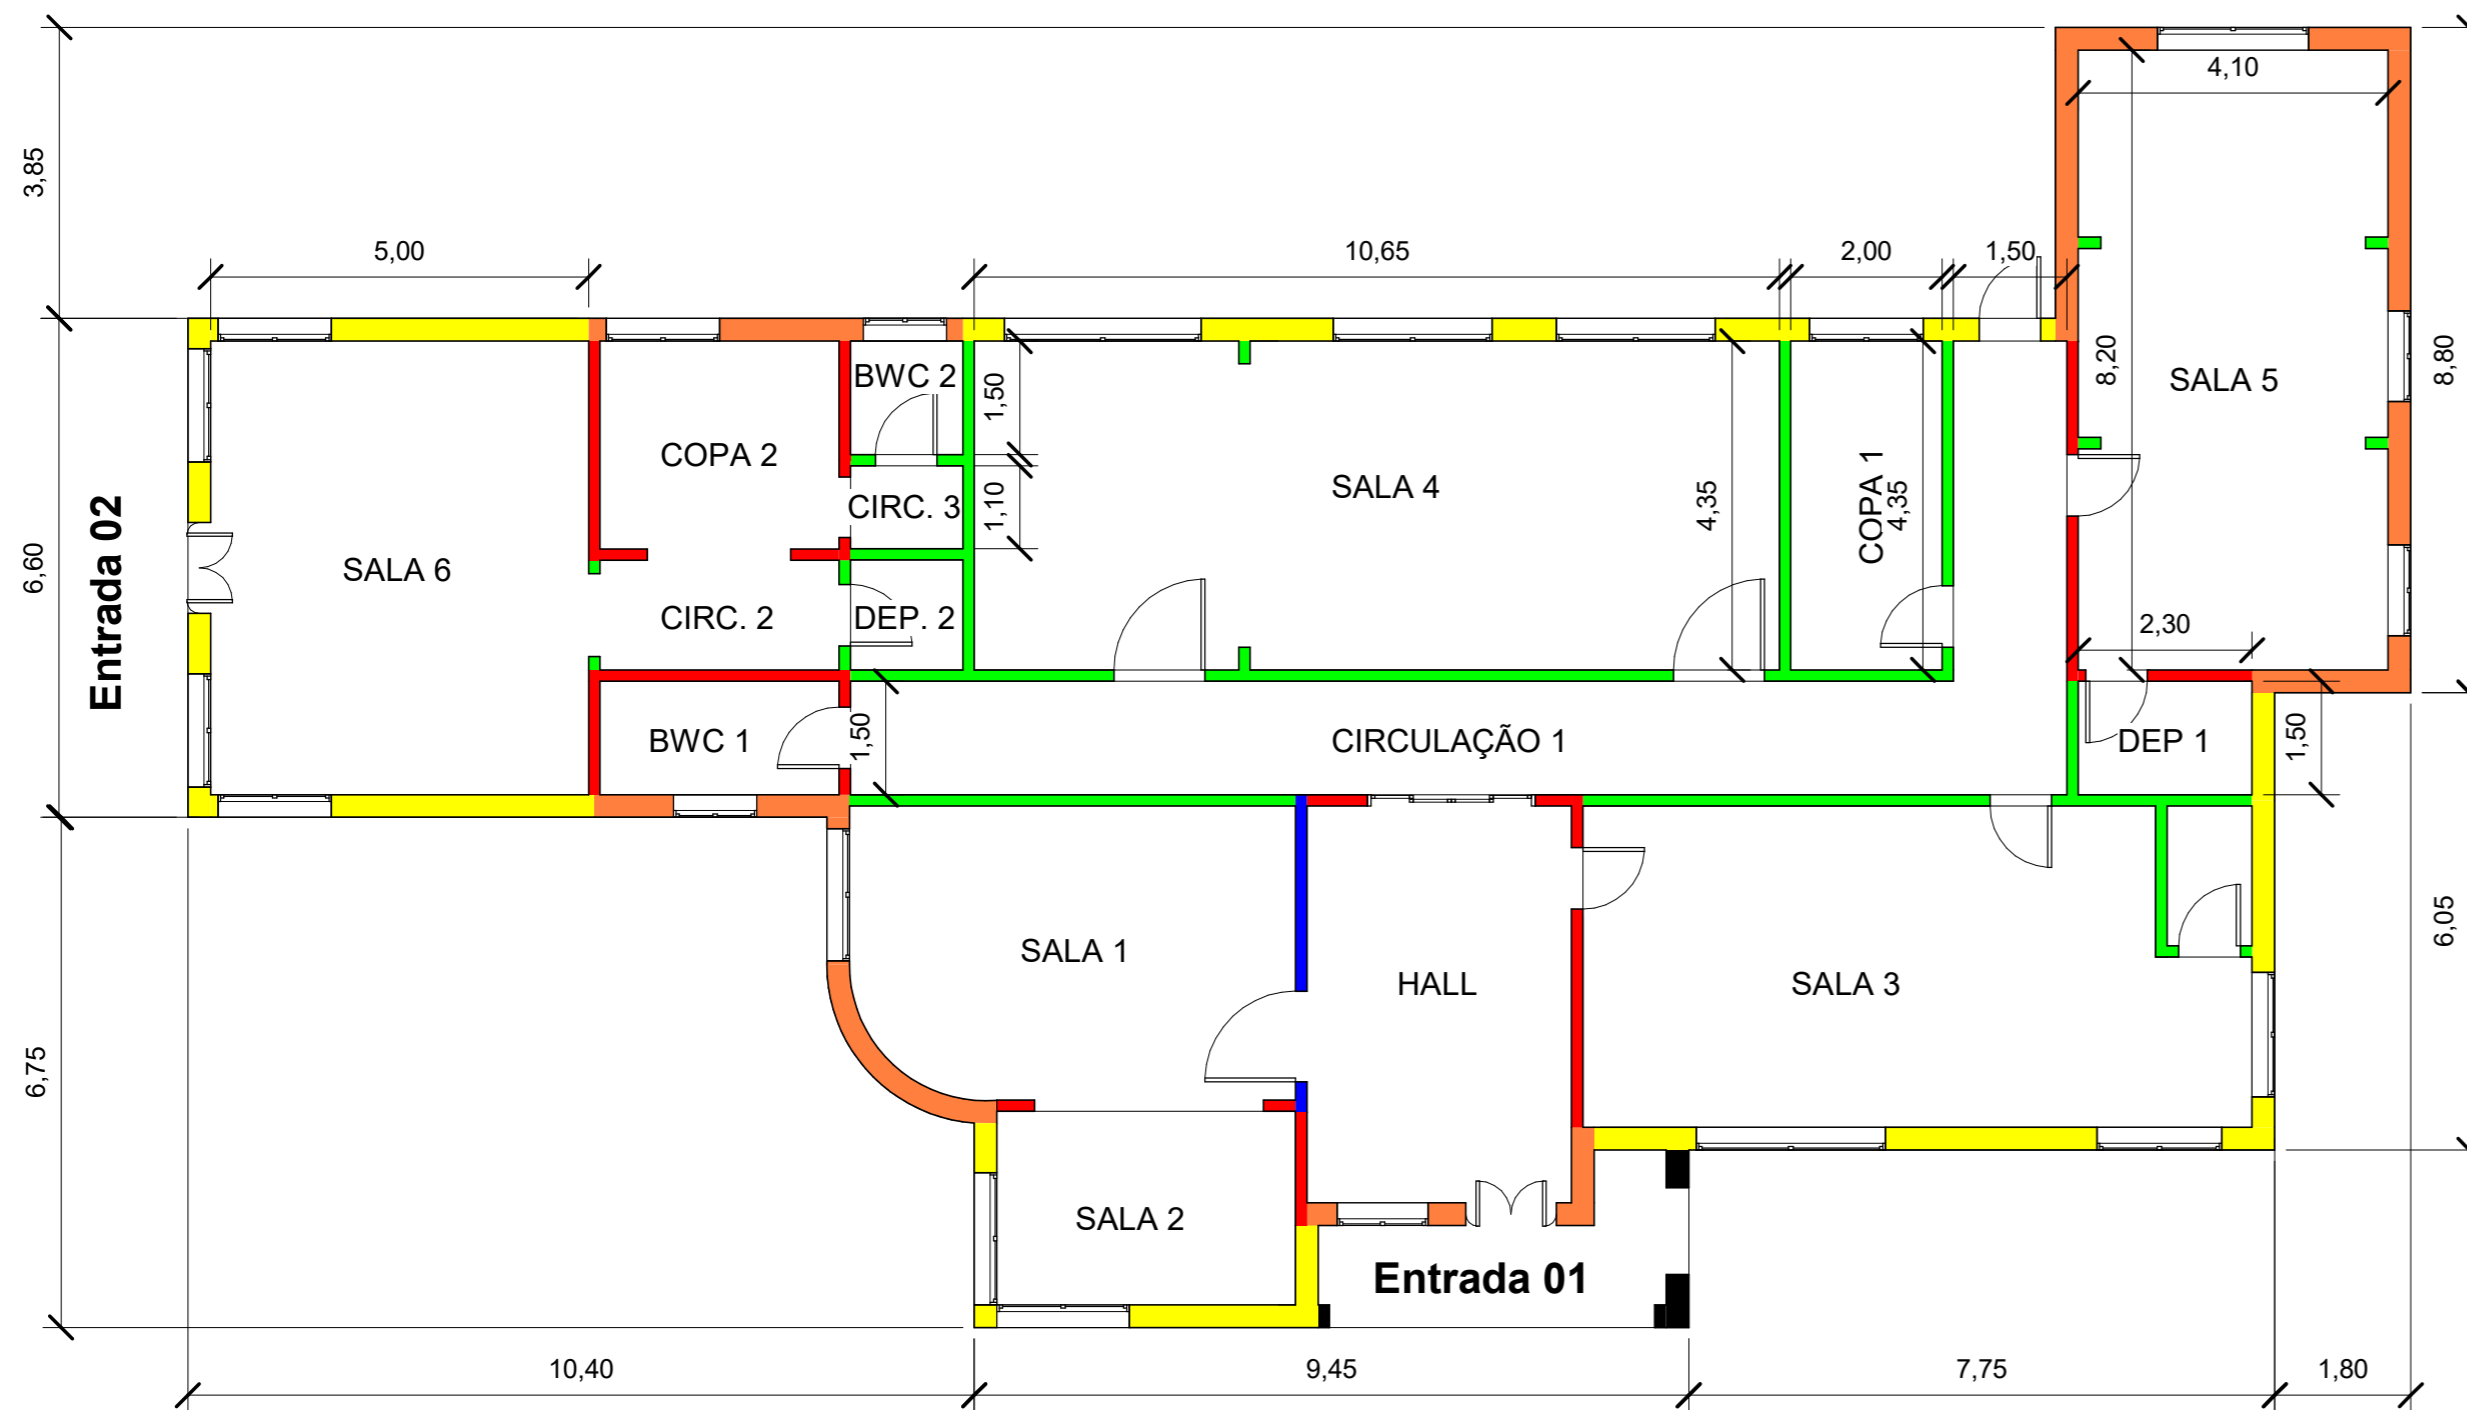 4,10
3,85
5,00
10,65
2,00
1,50
8,20
8,80
SALA 5
BWC 2
1,50
COPA 2
SALA 4
4,35
COPA 1
4,35
CIRC. 3
1,10
Entrada 02
6,60
SALA 6
CIRC. 2
DEP. 2
2,30
BWC 1
1,50
CIRCULAÇÃO 1
DEP 1
1,50
SALA 1
HALL
SALA 3
6,05
6,75
SALA 2
Entrada 01
10,40
9,45
7,75
1,80